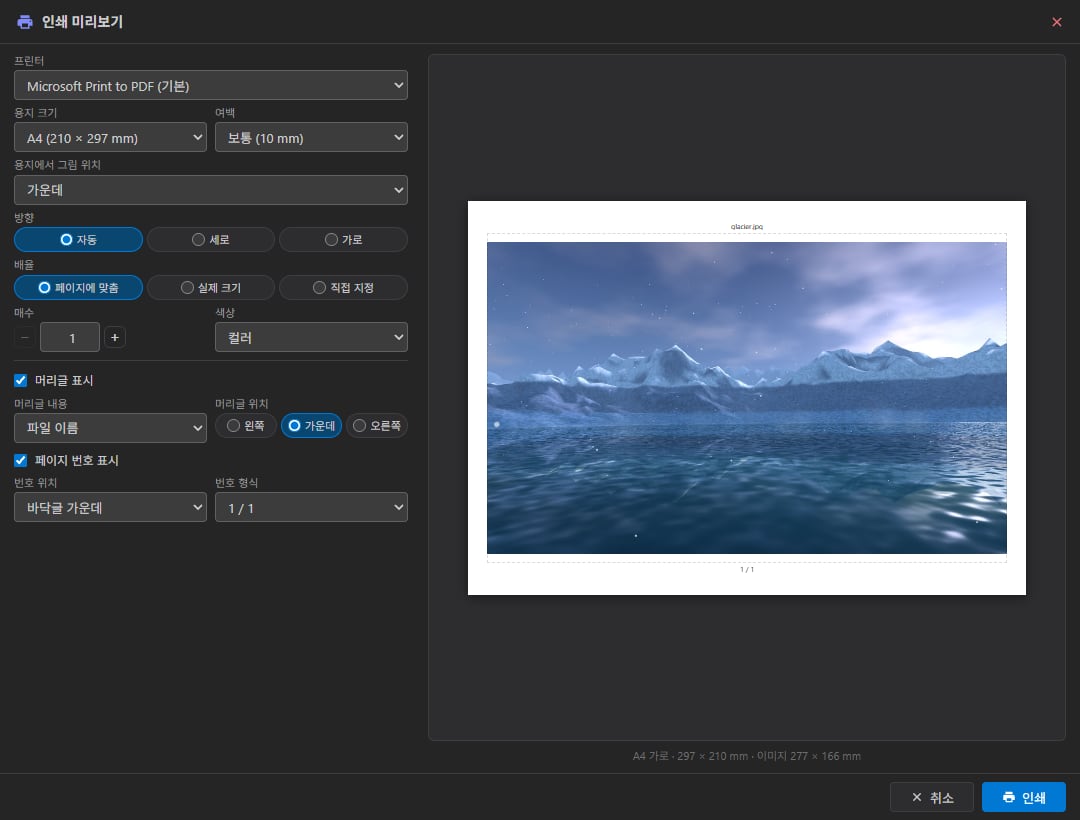 인쇄 미리보기
프린터
Microsoft Print to PDF (기본)
용지 크기
여백
A4 (210 × 297 mm)
보통 (10 mm)
용지에서 그림 위치
가운데
방향
자동
세로
가로
배율
페이지에 맞춤
실제 크기
직접 지정
매수
색상
1
컬러
머리글 표시
머리글 내용
머리글 위치
파일 이름
왼쪽
가운데
오른쪽
페이지 번호 표시
번호 위치
번호 형식
바닥글 가운데
1 / 1
glacier.jpg
1 / 1
A4 가로 · 297 × 210 mm · 이미지 277 × 166 mm
취소
인쇄